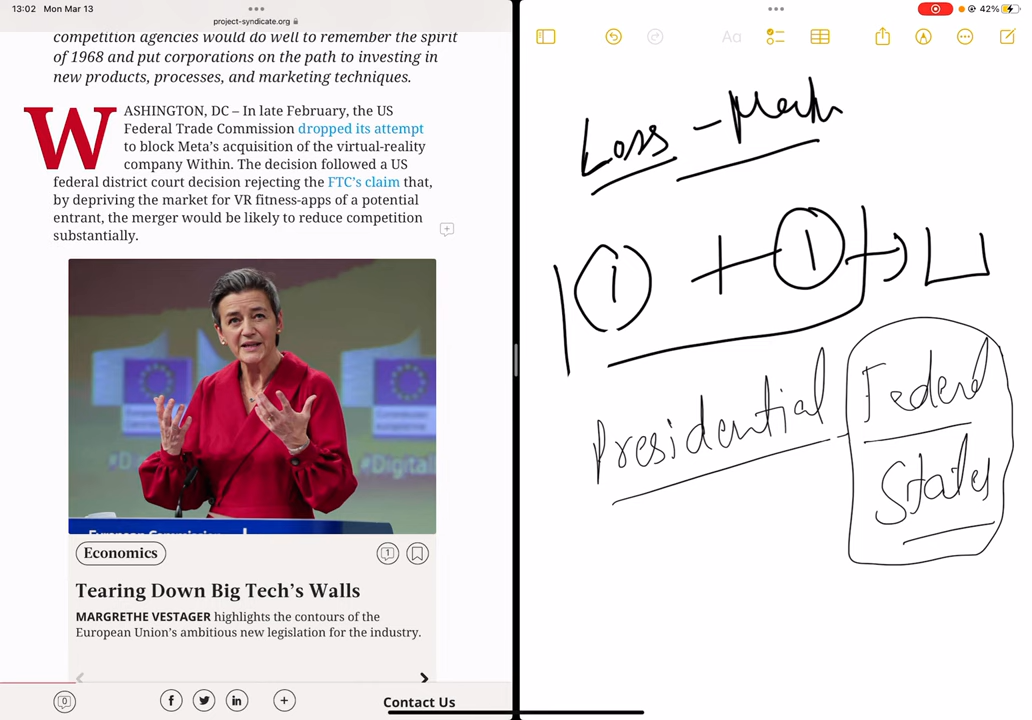 13:02 Mon Mar 13
project-syndicate.org
42%
competition agencies would do well to remember the spirit
of 1968 and put corporations on the path to investing in
new products, processes, and marketing techniques.
WASHINGTON, DC – In late February, the US
Federal Trade Commission dropped its attempt
to block Meta's acquisition of the virtual-reality
company Within. The decision followed a US
federal district court decision rejecting the FTC's claim that,
by depriving the market for VR fitness-apps of a potential
entrant, the merger would be likely to reduce competition
substantially.
Economics
1
Tearing Down Big Tech's Walls
MARGRETHE VESTAGER highlights the contours of the
European Union's ambitious new legislation for the industry.
0
Contact Us
Aa
Loss –
1 + 1
Presidential – Federal
States